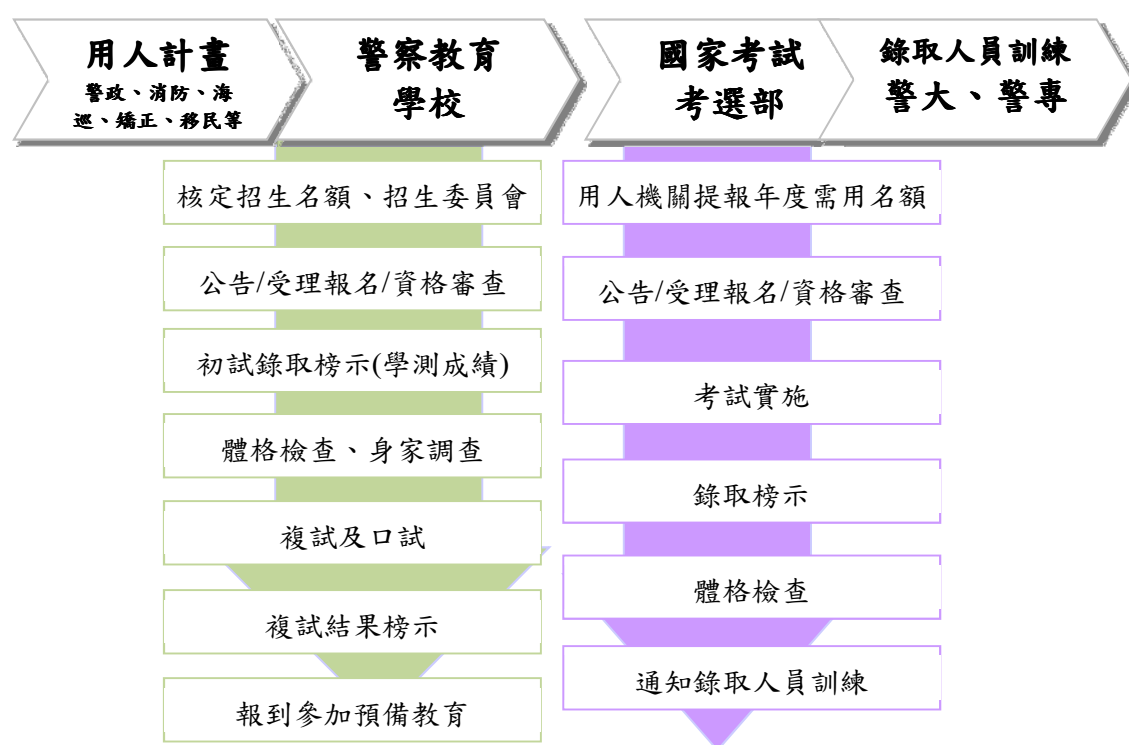 用人計畫
警政、消防、海
巡、矯正、移民等
警察教育
學校
國家考試
考選部
錄取人員訓練
警大、警專
核定招生名額、招生委員會
公告/受理報名/資格審查
初試錄取榜示(學測成績)
體格檢查、身家調查
複試及口試
複試結果榜示
報到參加預備教育
用人機關提報年度需用名額
公告/受理報名/資格審查
考試實施
錄取榜示
體格檢查
通知錄取人員訓練